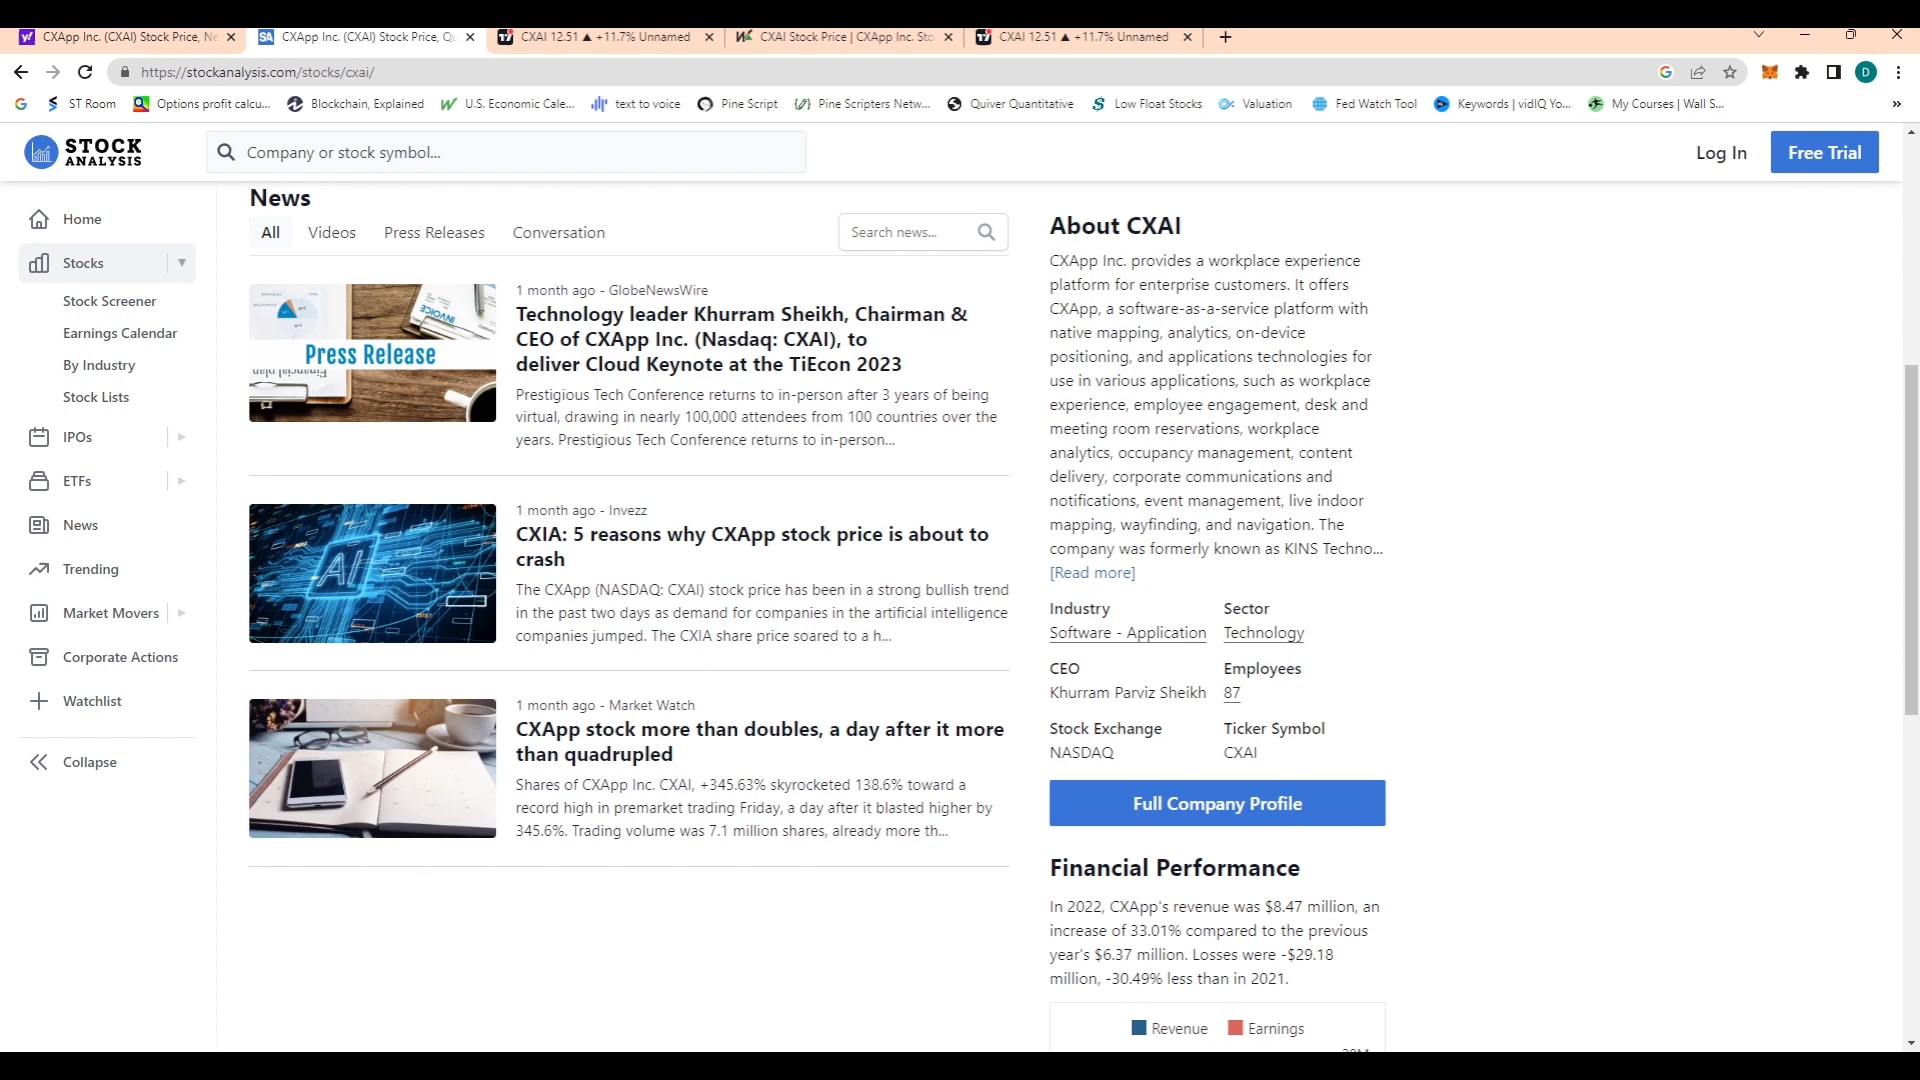 CXApp Inc. (CXAI) Stock Price, Ne
CXApp Inc. (CXAI) Stock Price, Qu
CXAI 12.51 ▲ +11.7% Unnamed
CXAI Stock Price | CXApp Inc. Sto
CXAI 12.51 ▲ +11.7% Unnamed
https://stockanalysis.com/stocks/cxai/
D
ST Room
Options profit calcu...
Blockchain, Explained
U.S. Economic Cale...
text to voice
Pine Script
Pine Scripters Netw...
Quiver Quantitative
Low Float Stocks
Valuation
Fed Watch Tool
Keywords | vidIQ Yo...
My Courses | Wall S...
STOCK
ANALYSIS
Company or stock symbol...
Log In
Free Trial
Home
Stocks
Stock Screener
Earnings Calendar
By Industry
Stock Lists
IPOs
ETFs
News
Trending
Market Movers
Corporate Actions
Watchlist
Collapse
News
All
Videos
Press Releases
Conversation
Search news...
INVOICE
Press Release
Financial plan
1 month ago - GlobeNewsWire
Technology leader Khurram Sheikh, Chairman &
CEO of CXApp Inc. (Nasdaq: CXAI), to
deliver Cloud Keynote at the TiEcon 2023
Prestigious Tech Conference returns to in-person after 3 years of being
virtual, drawing in nearly 100,000 attendees from 100 countries over the
years. Prestigious Tech Conference returns to in-person...
AI
1 month ago - Invezz
CXIA: 5 reasons why CXApp stock price is about to
crash
The CXApp (NASDAQ: CXAI) stock price has been in a strong bullish trend
in the past two days as demand for companies in the artificial intelligence
companies jumped. The CXIA share price soared to a h...
1 month ago - Market Watch
CXApp stock more than doubles, a day after it more
than quadrupled
Shares of CXApp Inc. CXAI, +345.63% skyrocketed 138.6% toward a
record high in premarket trading Friday, a day after it blasted higher by
345.6%. Trading volume was 7.1 million shares, already more th...
About CXAI
CXApp Inc. provides a workplace experience
platform for enterprise customers. It offers
CXApp, a software-as-a-service platform with
native mapping, analytics, on-device
positioning, and applications technologies for
use in various applications, such as workplace
experience, employee engagement, desk and
meeting room reservations, workplace
analytics, occupancy management, content
delivery, corporate communications and
notifications, event management, live indoor
mapping, wayfinding, and navigation. The
company was formerly known as KINS Techno...
[Read more]
Industry
Software - Application
Sector
Technology
CEO
Khurram Parviz Sheikh
Employees
87
Stock Exchange
NASDAQ
Ticker Symbol
CXAI
Full Company Profile
Financial Performance
In 2022, CXApp's revenue was $8.47 million, an
increase of 33.01% compared to the previous
year's $6.37 million. Losses were -$29.18
million, -30.49% less than in 2021.
Revenue
Earnings